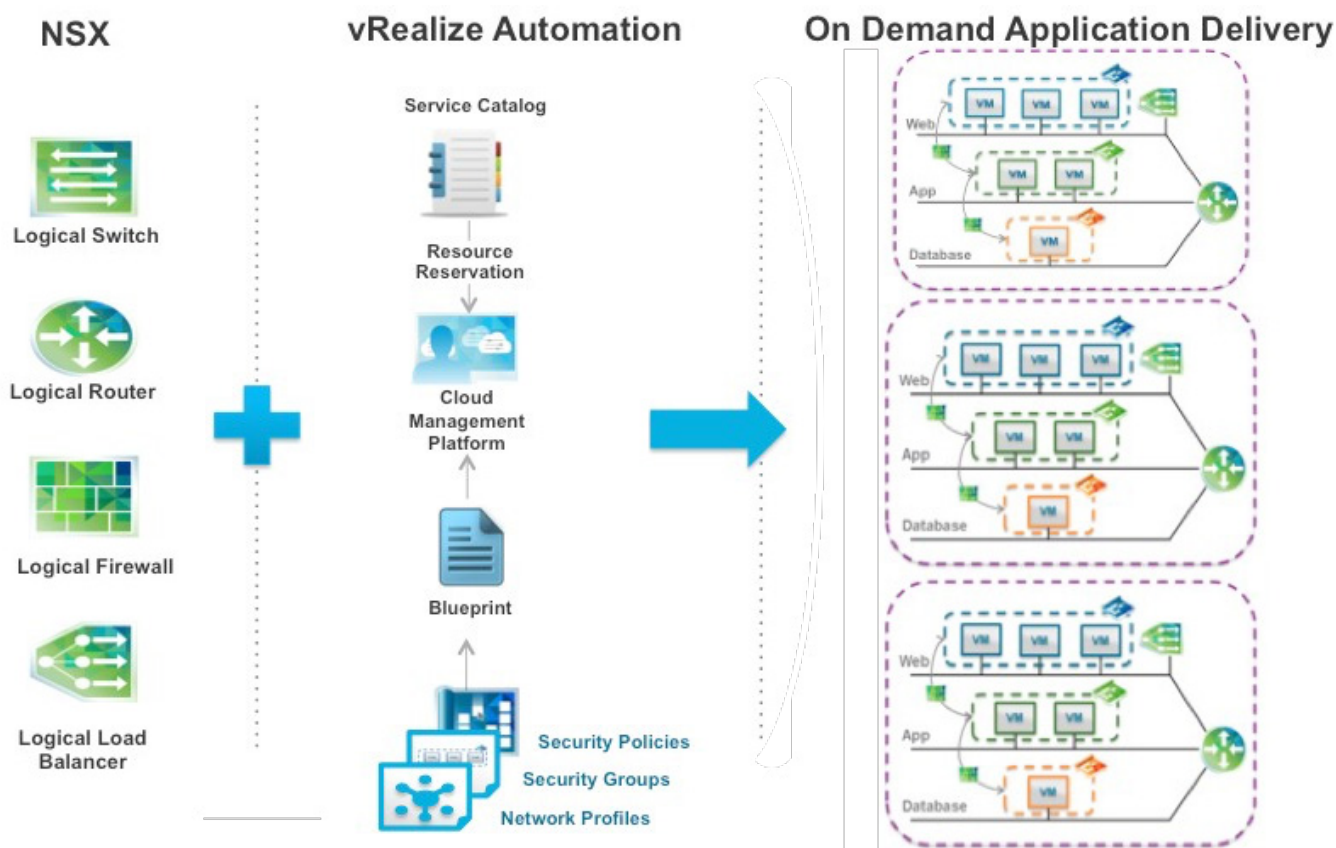 NSX
vRealize Automation
On Demand Application Delivery
Logical Switch
Logical Router
Logical Firewall
Logical Load
Balancer
Service Catalog
Resource
Reservation
Cloud
Management
Platform
Blueprint
Security Policies
Security Groups
Network Profiles
VM VM VM
Web
VM VM
App
VM
Database
VM VM VM
Web
VM VM
App
VM
Database
VM VM VM
Web
VM VM
App
VM
Database